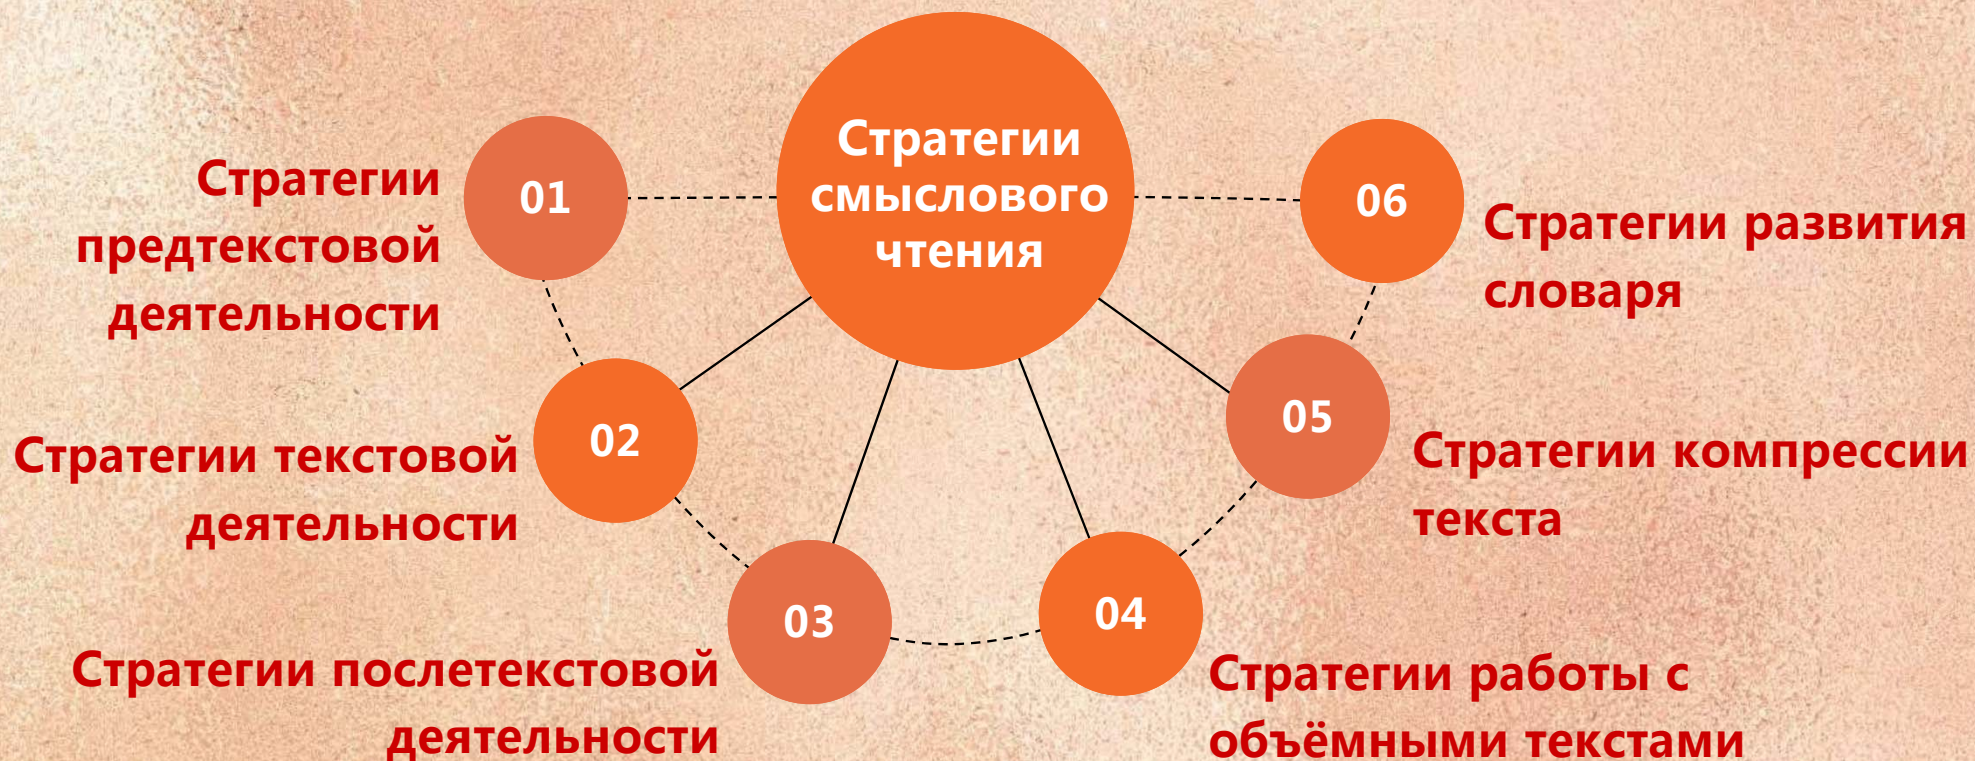 Стратегии
смыслового
чтения
01
Стратегии
предтекстовой
деятельности
02
Стратегии текстовой
деятельности
03
Стратегии послетекстовой
деятельности
04
Стратегии работы с
объёмными текстами
05
Стратегии компрессии
текста
06
Стратегии развития
словаря